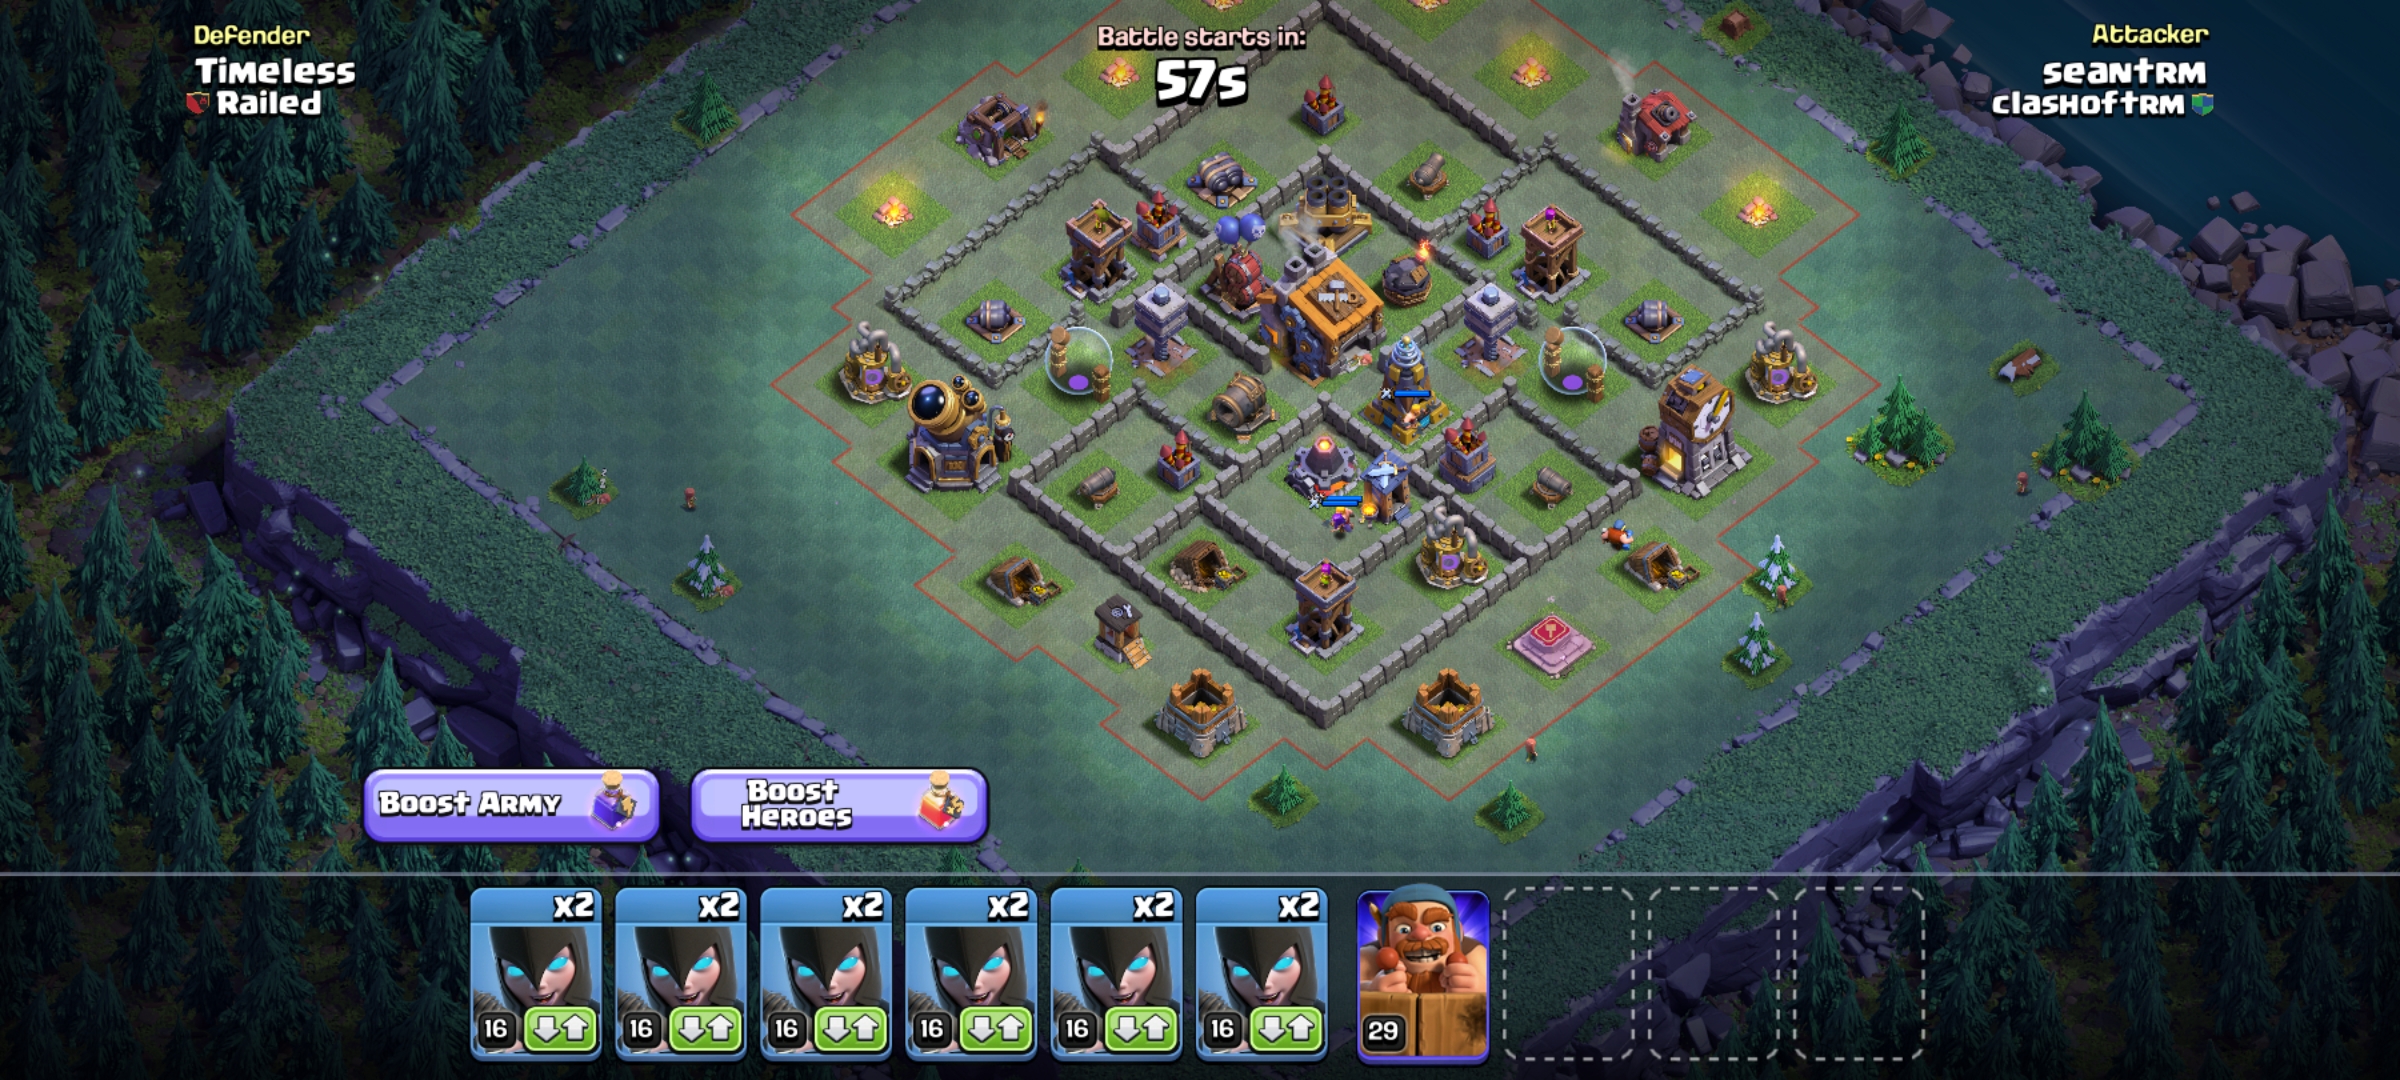 Defender
Timeless
Railed
Battle starts in:
57s
Attacker
seantRM
clashoftRM
Boost Army
Boost
Heroes
x2
x2
x2
x2
x2
x2
16
16
16
16
16
16
29